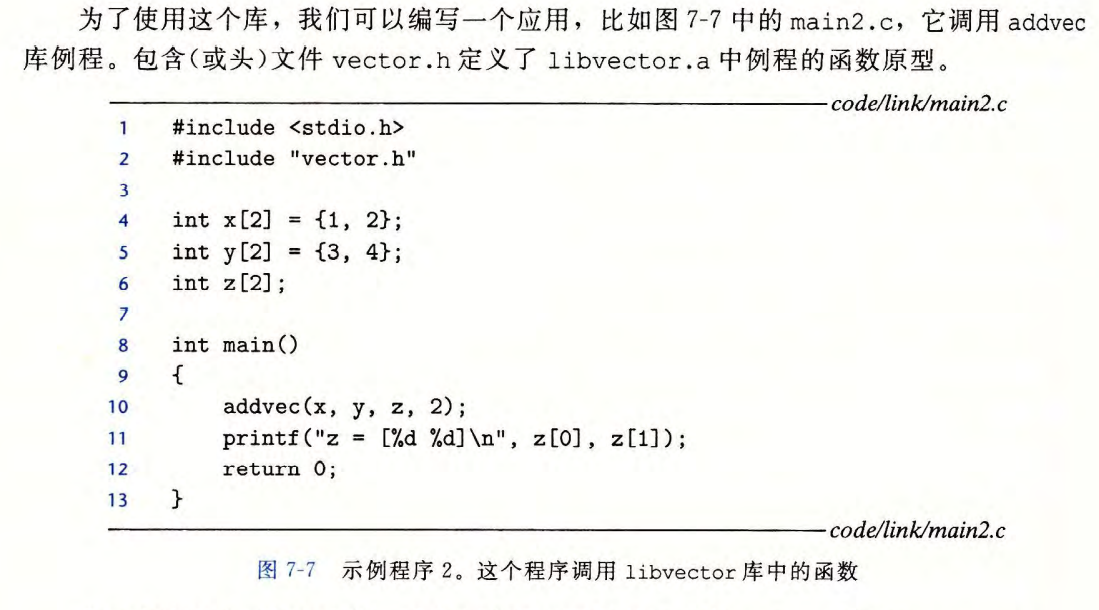 为了使用这个库，我们可以编写一个应用，比如图 7-7 中的 main2.c，它调用 addvec
库例程。包含(或头)文件 vector.h 定义了 libvector.a 中例程的函数原型。
code/link/main2.c
1 #include <stdio.h>
2 #include "vector.h"
3
4 int x[2] = {1, 2};
5 int y[2] = {3, 4};
6 int z[2];
7
8 int main()
9 {
10 addvec(x, y, z, 2);
11 printf("z = [%d %d]\n", z[0], z[1]);
12 return 0;
13 }
code/link/main2.c
图 7-7 示例程序 2。这个程序调用 libvector 库中的函数